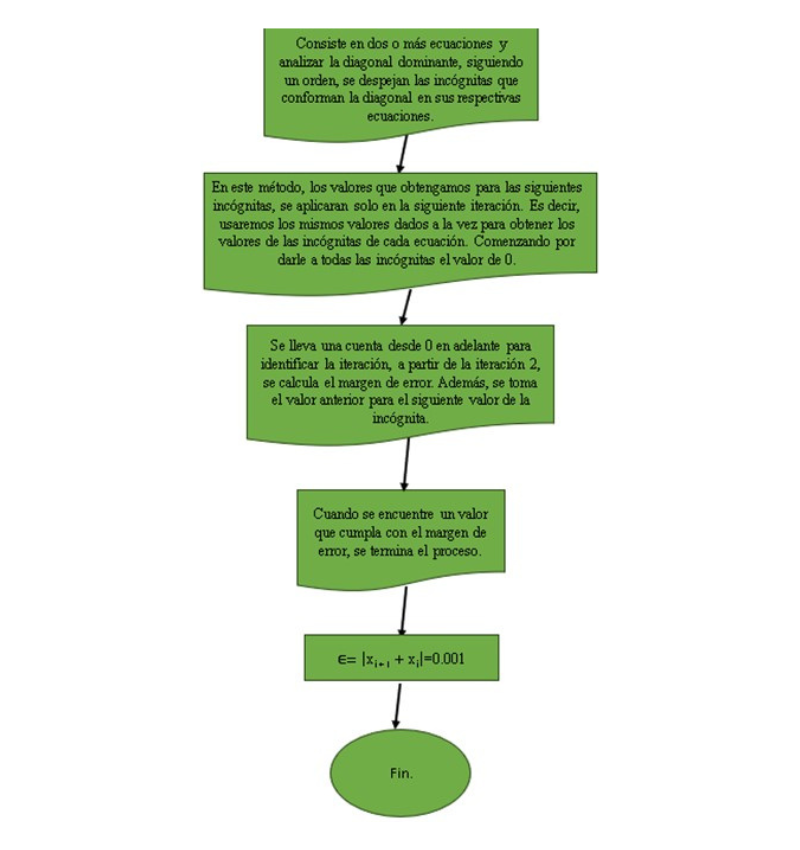 Consiste en dos o más ecuaciones y
analizar la diagonal dominante, siguiendo
un orden, se despejan las incógnitas que
conforman la diagonal en sus respectivas
ecuaciones.
En este método, los valores que obtengamos para las siguientes
incógnitas, se aplicaran solo en la siguiente iteración. Es decir,
usaremos los mismos valores dados a la vez para obtener los
valores de las incógnitas de cada ecuación. Comenzando por
darle a todas las incógnitas el valor de 0.
Se lleva una cuenta desde 0 en adelante para
identificar la iteración, a partir de la iteración 2,
se calcula el margen de error. Además, se toma
el valor anterior para el siguiente valor de la
incógnita.
Cuando se encuentre un valor
que cumpla con el margen de
error, se termina el proceso.
∈= |xᵢ₊₁ + xᵢ|=0.001
Fin.